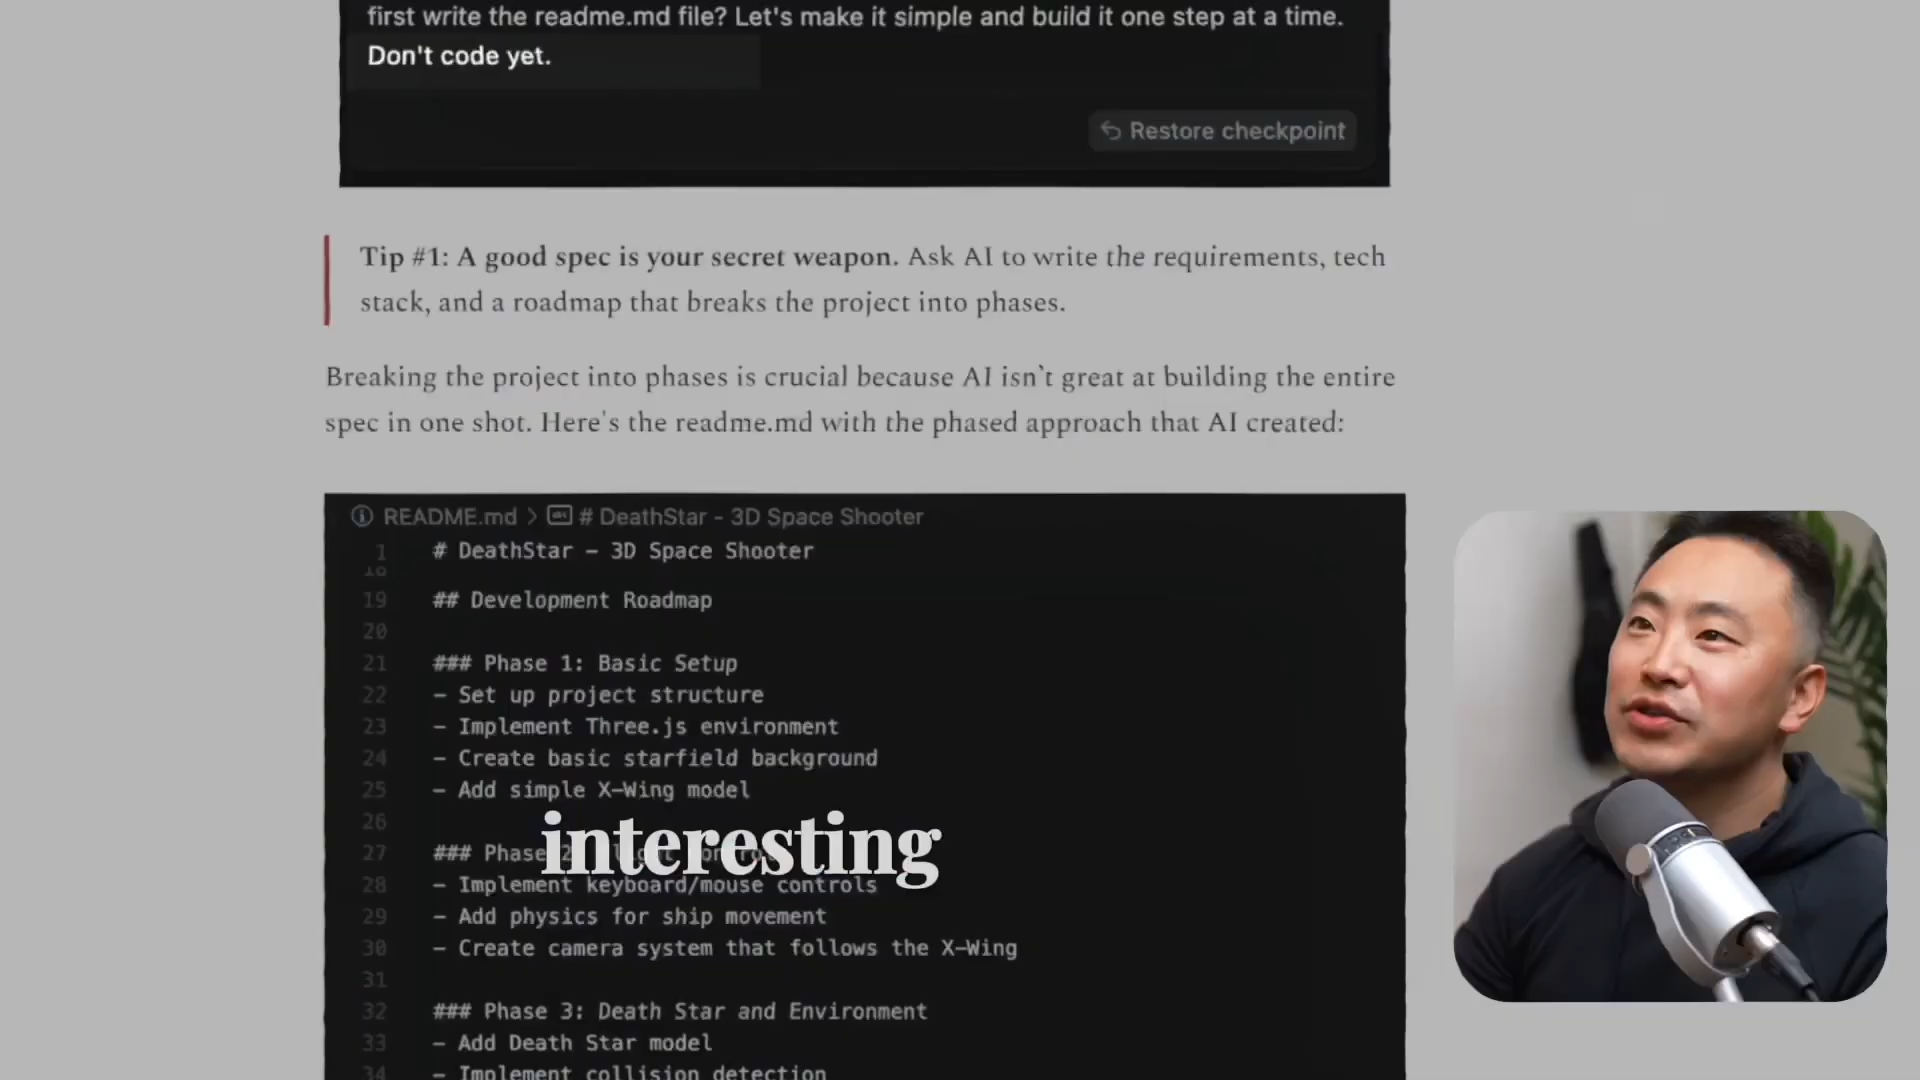 first write the readme.md file? Let's make it simple and build it one step at a time.
Don't code yet.
Restore checkpoint
Tip #1: A good spec is your secret weapon. Ask AI to write the requirements, tech
stack, and a roadmap that breaks the project into phases.
Breaking the project into phases is crucial because AI isn't great at building the entire
spec in one shot. Here's the readme.md with the phased approach that AI created:
README.md > # DeathStar - 3D Space Shooter
1 # DeathStar – 3D Space Shooter
18
19 ## Development Roadmap
20
21 ### Phase 1: Basic Setup
22 – Set up project structure
23 – Implement Three.js environment
24 – Create basic starfield background
25 – Add simple X–Wing model
26
27 ### Phase 2
interesting
28 – Implement keyboard/mouse controls
29 – Add physics for ship movement
30 – Create camera system that follows the X–Wing
31
32 ### Phase 3: Death Star and Environment
33 – Add Death Star model
34 – Implement collision detection